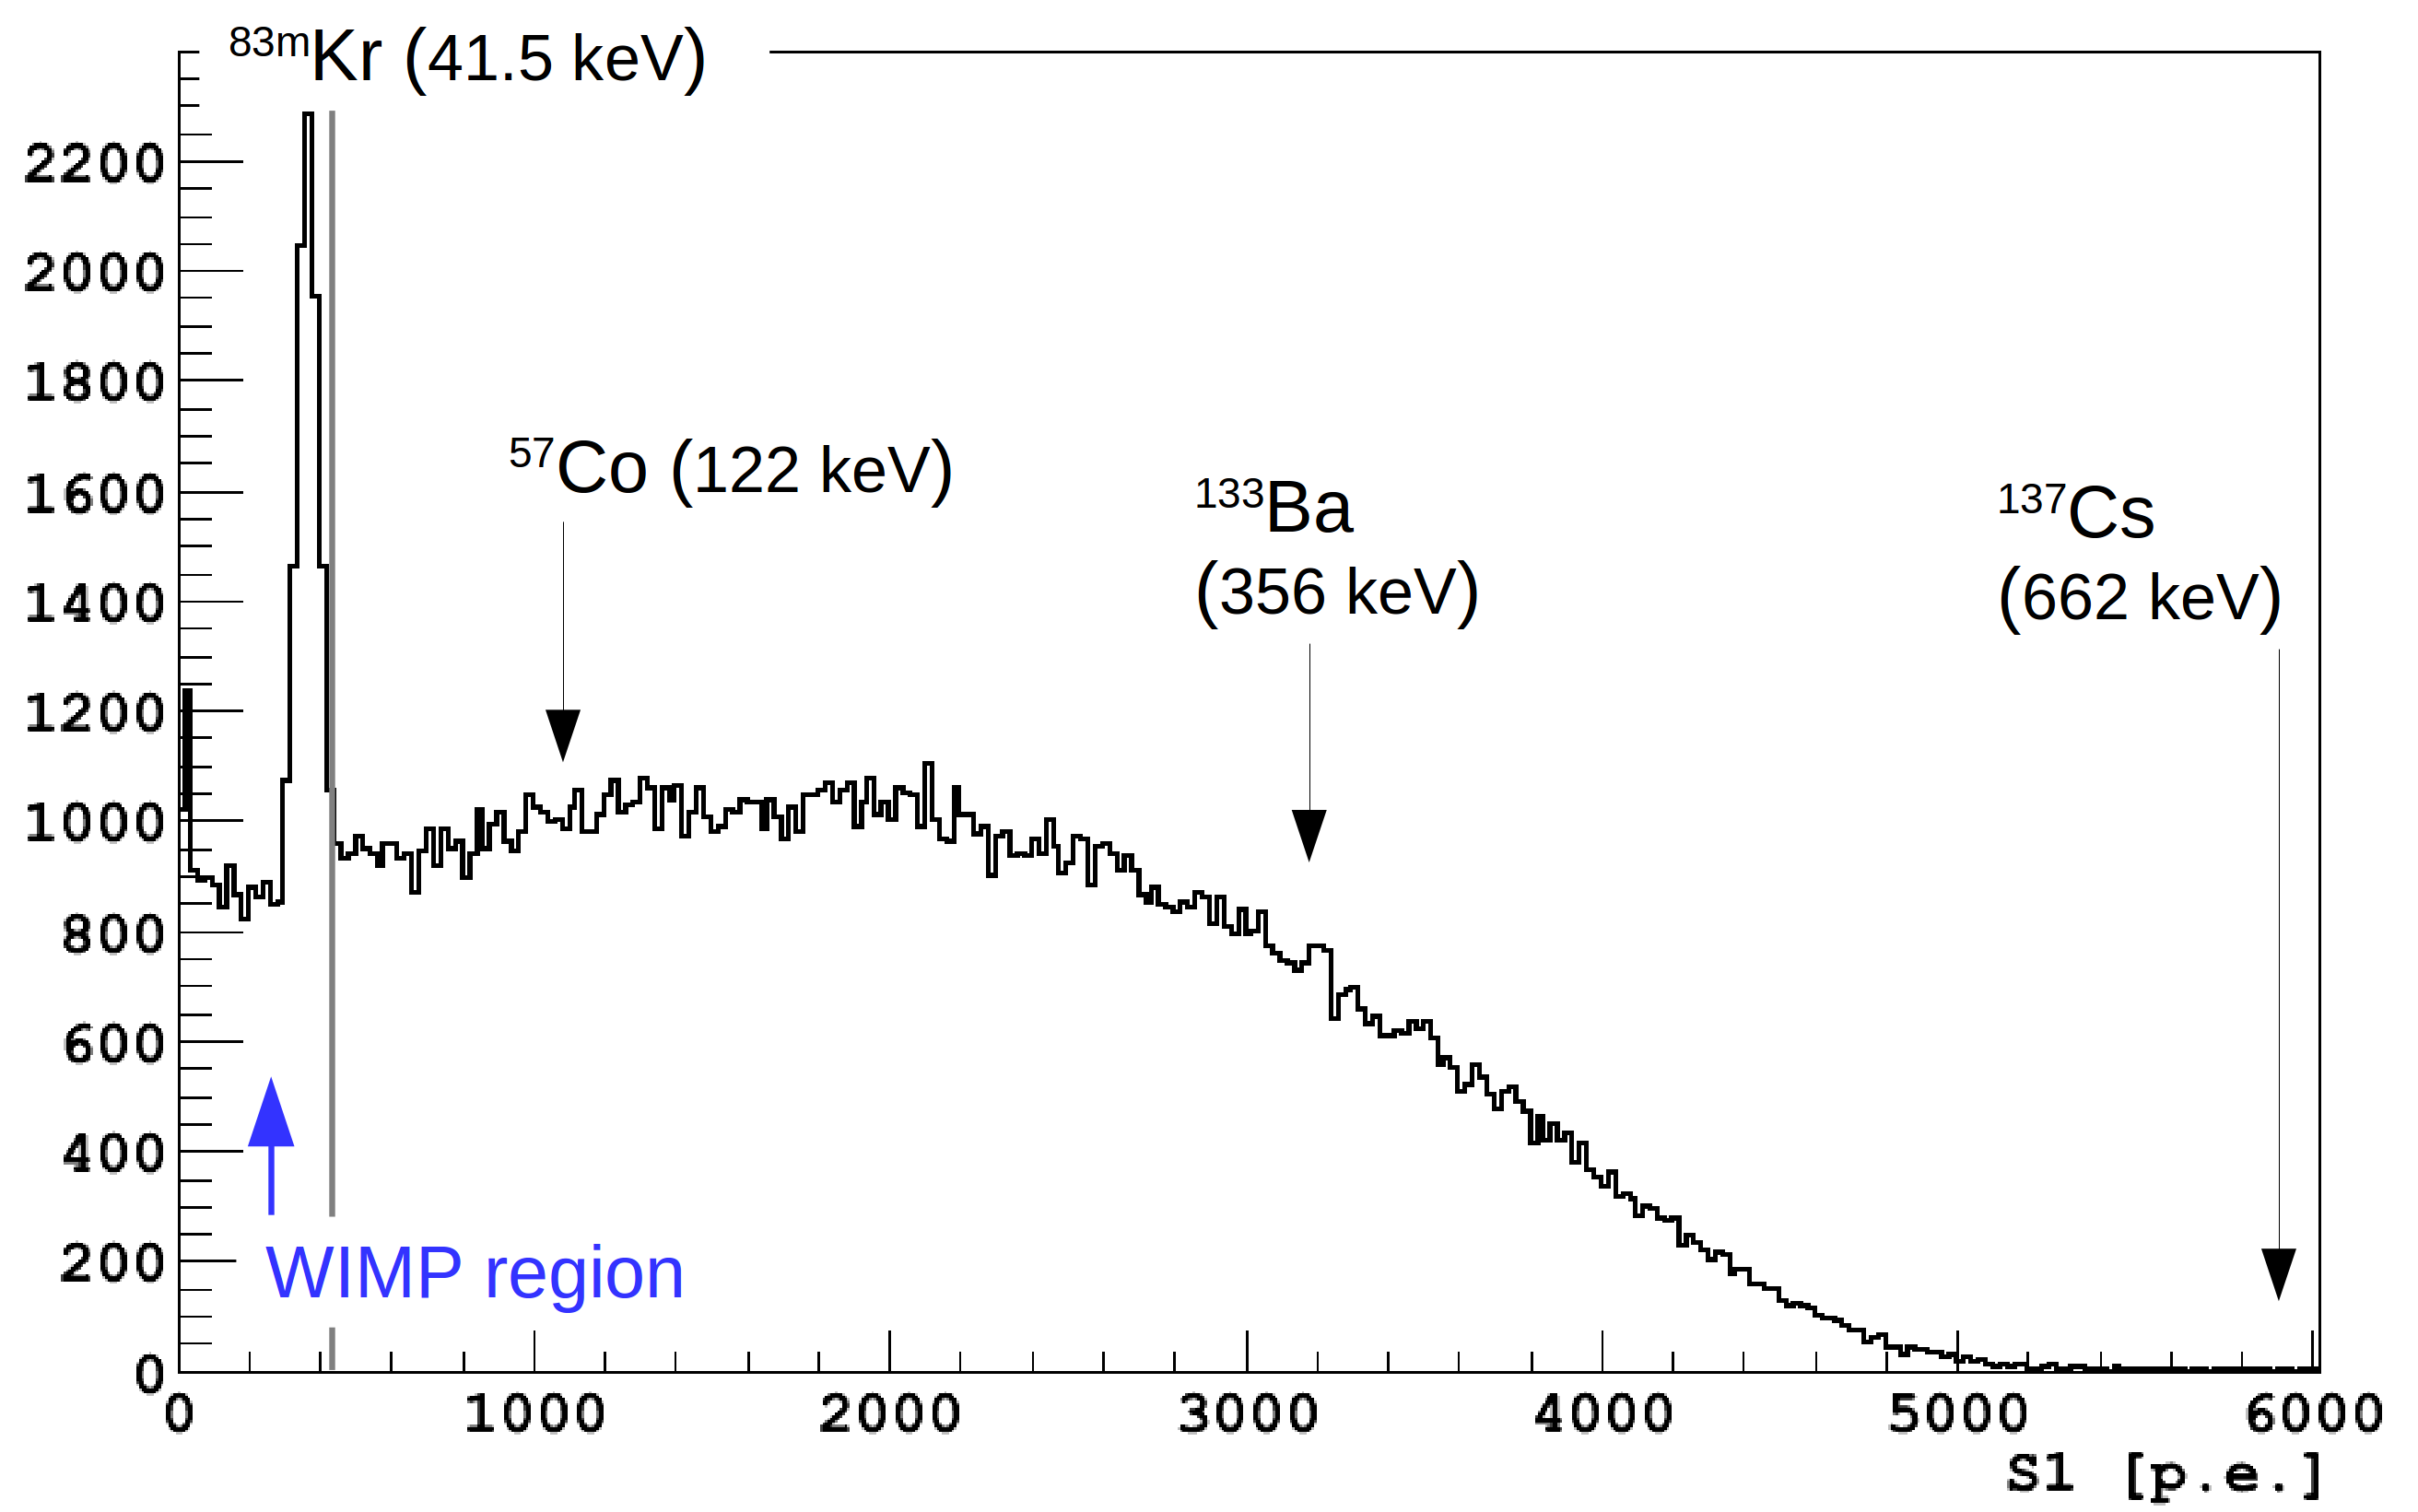 83mKr (41.5 keV)
2200
2000
1800
57Co (122 keV)
133Ba
137Cs
1600
(356 keV)
(662 keV)
1400
1200
1000
800
600
400
200
WIMP region
0
0 1000 2000 3000 4000 5000 6000
S1 [p.e.]